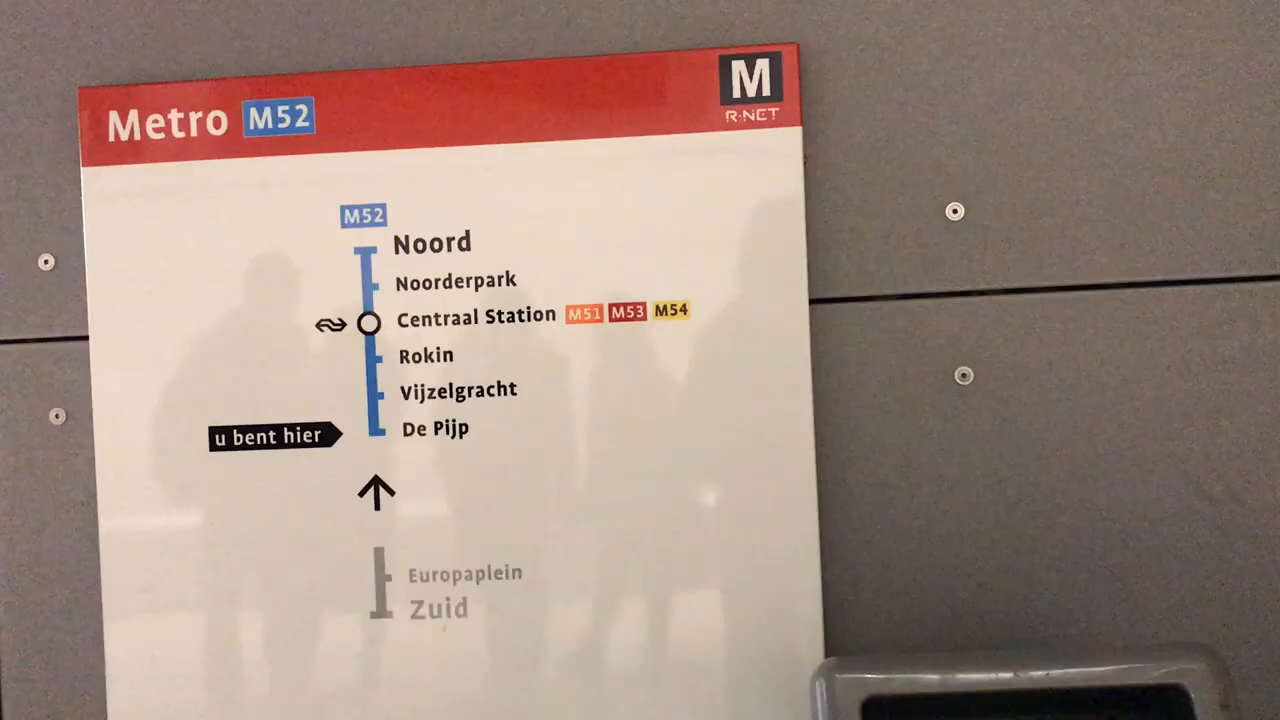 Metro M52
M
R·NET
M52
Noord
Noorderpark
Centraal Station M51 M53 M54
Rokin
Vijzelgracht
u bent hier De Pijp
Europaplein
Zuid